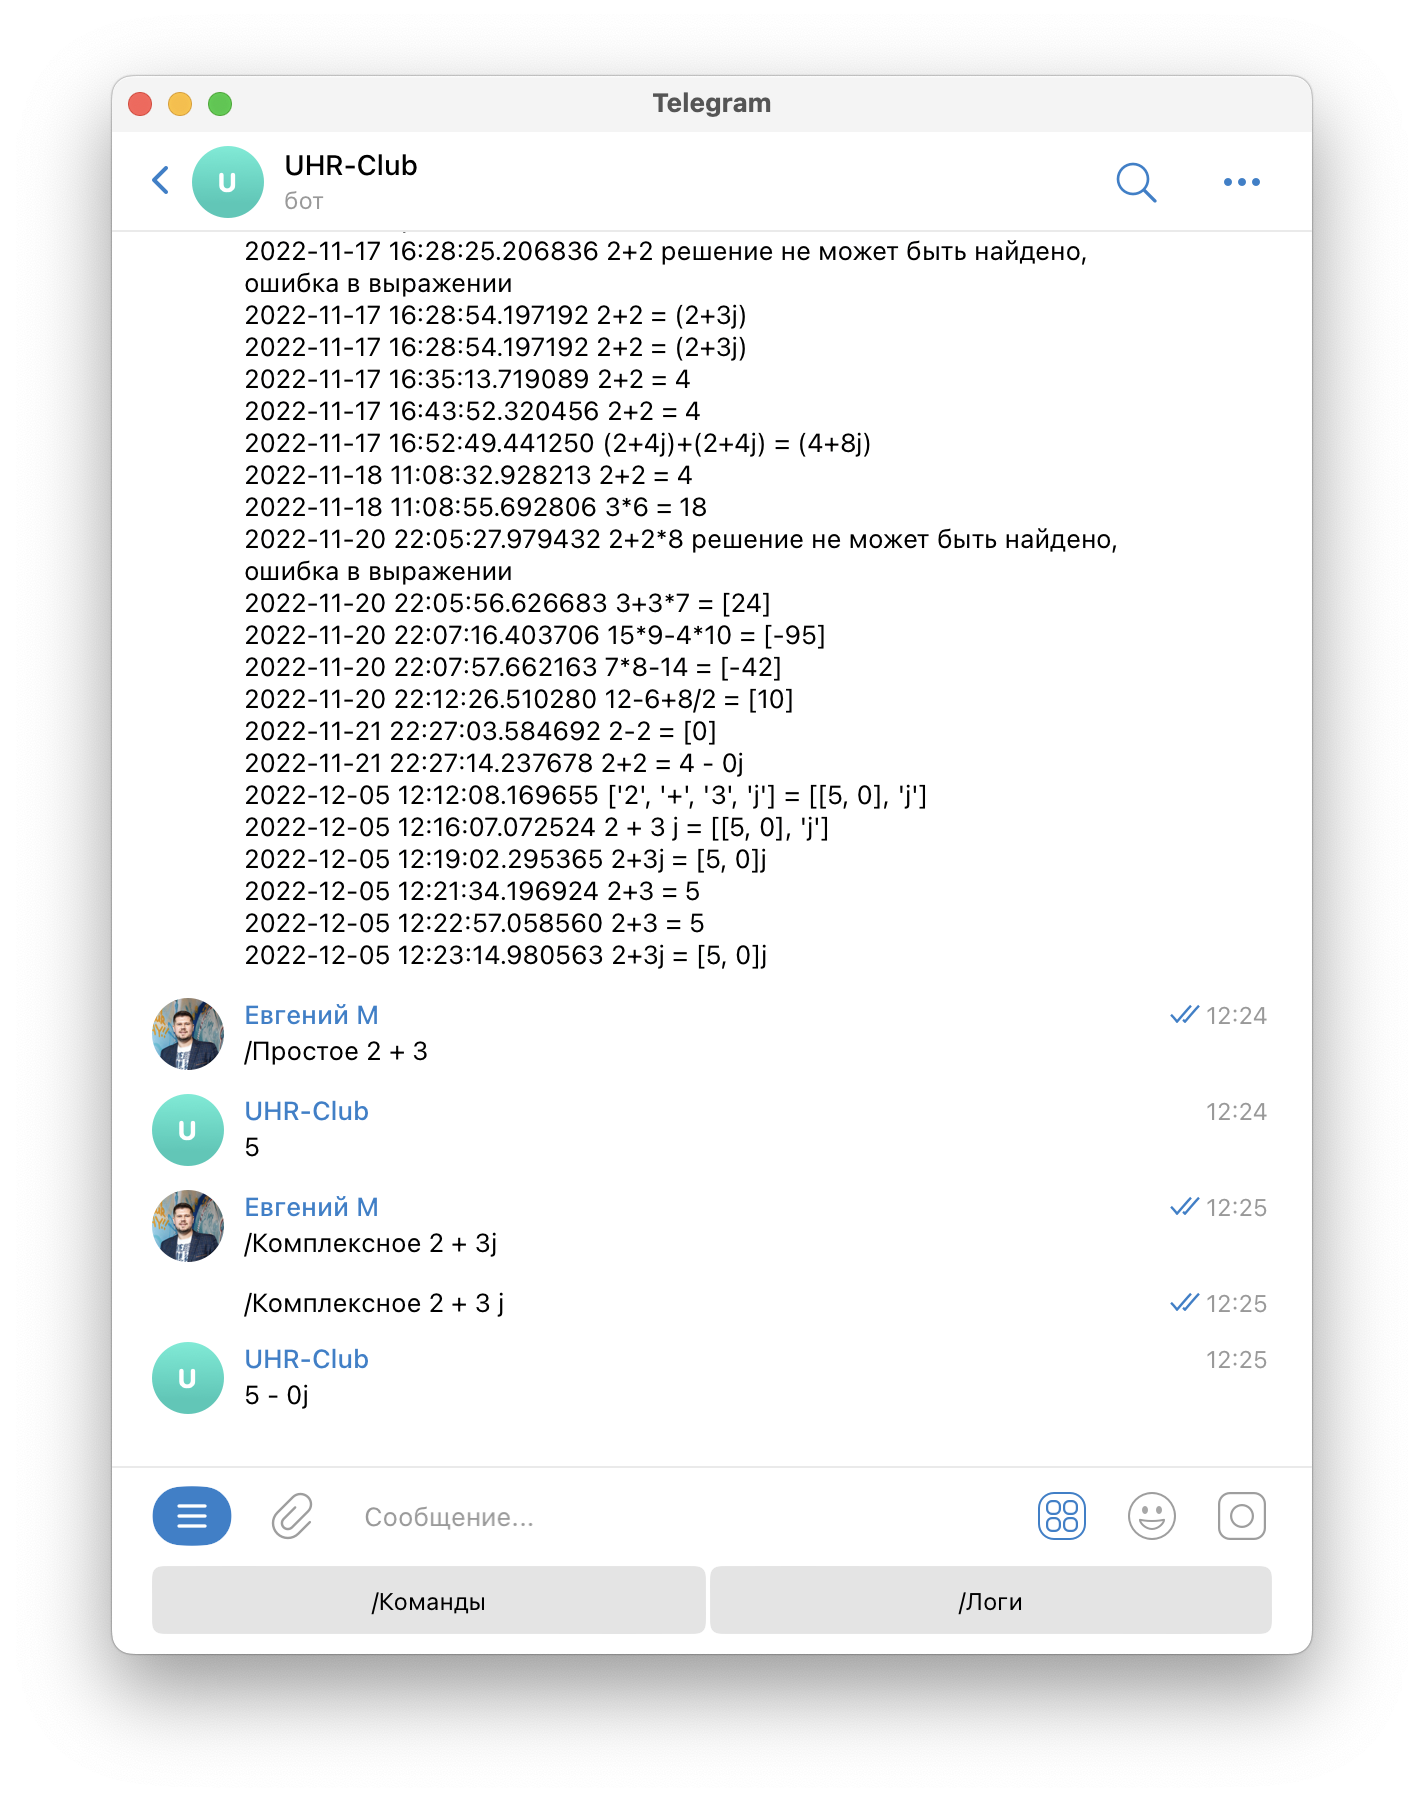 Telegram
UHR-Club
бот
U
2022-11-17 16:28:25.206836 2+2 решение не может быть найдено,
ошибка в выражении
2022-11-17 16:28:54.197192 2+2 = (2+3j)
2022-11-17 16:28:54.197192 2+2 = (2+3j)
2022-11-17 16:35:13.719089 2+2 = 4
2022-11-17 16:43:52.320456 2+2 = 4
2022-11-17 16:52:49.441250 (2+4j)+(2+4j) = (4+8j)
2022-11-18 11:08:32.928213 2+2 = 4
2022-11-18 11:08:55.692806 3*6 = 18
2022-11-20 22:05:27.979432 2+2*8 решение не может быть найдено,
ошибка в выражении
2022-11-20 22:05:56.626683 3+3*7 = [24]
2022-11-20 22:07:16.403706 15*9-4*10 = [-95]
2022-11-20 22:07:57.662163 7*8-14 = [-42]
2022-11-20 22:12:26.510280 12-6+8/2 = [10]
2022-11-21 22:27:03.584692 2-2 = [0]
2022-11-21 22:27:14.237678 2+2 = 4 - 0j
2022-12-05 12:12:08.169655 ['2', '+', '3', 'j'] = [[5, 0], 'j']
2022-12-05 12:16:07.072524 2 + 3 j = [[5, 0], 'j']
2022-12-05 12:19:02.295365 2+3j = [5, 0]j
2022-12-05 12:21:34.196924 2+3 = 5
2022-12-05 12:22:57.058560 2+3 = 5
2022-12-05 12:23:14.980563 2+3j = [5, 0]j
Евгений М 12:24
/Простое 2 + 3
UHR-Club 12:24
U
5
Евгений М 12:25
/Комплексное 2 + 3j
/Комплексное 2 + 3 j 12:25
UHR-Club 12:25
U
5 - 0j
Сообщение...
/Команды
/Логи